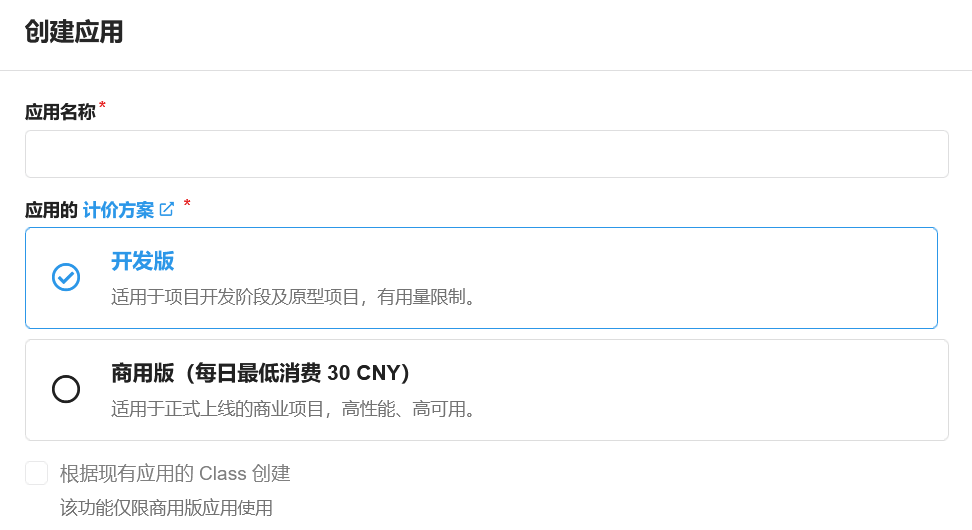 创建应用
应用名称*
应用的 计价方案 *
开发版
适用于项目开发阶段及原型项目，有用量限制。
商用版（每日最低消费 30 CNY）
适用于正式上线的商业项目，高性能、高可用。
根据现有应用的 Class 创建
该功能仅限商用版应用使用